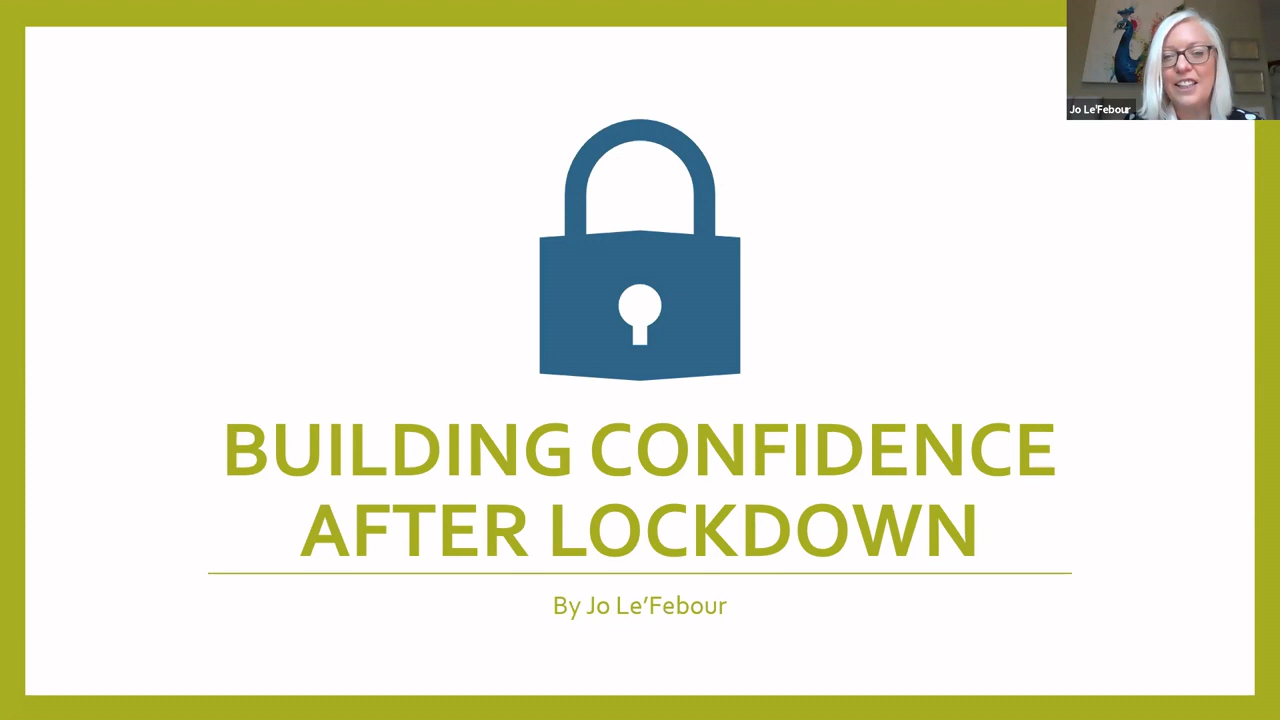 Jo Le'Febour
BUILDING CONFIDENCE
AFTER LOCKDOWN
By Jo Le’Febour